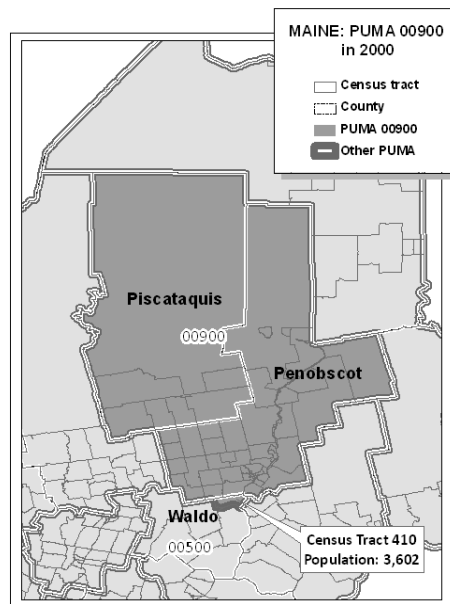 MAINE: PUMA 00900
in 2000
Census tract
County
PUMA 00900
Other PUMA
Piscataquis
00900
Penobscot
Waldo
00500
Census Tract 410
Population: 3,602